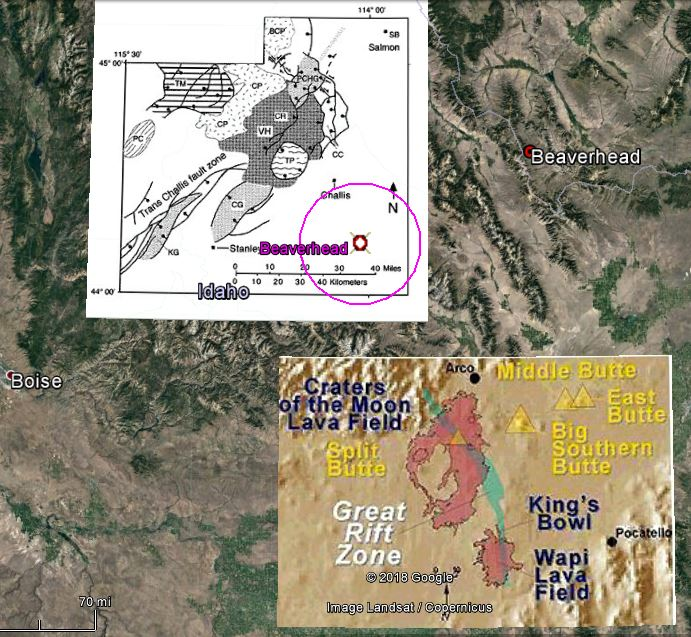 114° 00'
115° 30'
BCP
SB
Salmon
45° 00'
TM
CP
PCHG
CR
VH
CP
PC
TP
CC
Trans Challis fault zone
Challis
CG
N
KG
Stanley
Beaverhead
0 10 20 30 40 Miles
0 10 20 30 40 Kilometers
44° 00'
Idaho
Beaverhead
Boise
Arco
Middle Butte
Craters
of the Moon
Lava Field
East
Butte
Big
Southern
Butte
Split
Butte
Great
Rift
Zone
King's
Bowl
Pocatello
Wapi
Lava
Field
© 2018 Google
N
Image Landsat / Copernicus
70 mi